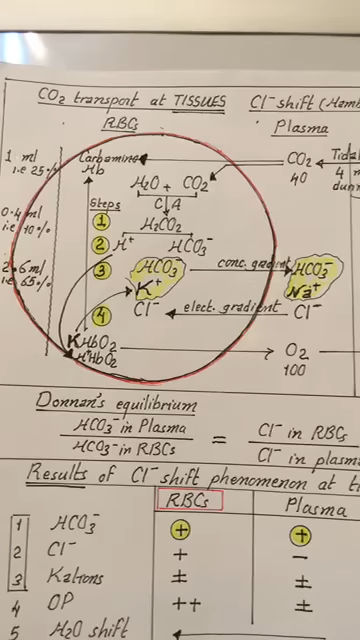 CO2 transport at TISSUES Cl⁻ shift (Ham
RBCs Plasma
1 ml Carbamino Hb CO2 Tidal
i.e 25% H2O + CO2 40 4 m
C A
Steps
1 H2CO3
0.4 ml
i.e 10% 2 H⁺ HCO3⁻
3 HCO3⁻ conc. gradient HCO3⁻
2.6 ml K⁺ Na⁺
i.e 65% Cl⁻ elect. gradient Cl⁻
4
KHbO2 O2
H⁺HbO2 100
Donnan's equilibrium
HCO3⁻ in Plasma = Cl⁻ in RBCs
HCO3⁻ in RBCs Cl⁻ in plasm
Results of Cl⁻ shift phenomenon at t
RBCs Plasma
1 HCO3⁻ + +
2 Cl⁻ + −
3 Kations ± ±
4 OP ++ ±
5 H2O shift